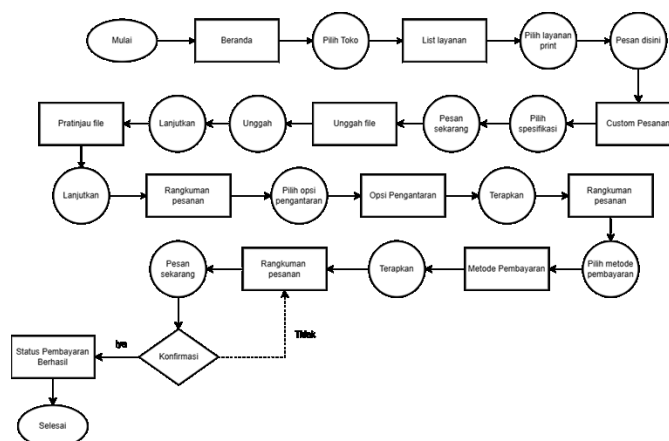 Mulai
Beranda
Pilih Toko
List layanan
Pilih layanan
print
Pesan disini
Custom Pesanan
Pilih
spesifikasi
Pesan
sekarang
Unggah file
Unggah
Lanjutkan
Pratinjau file
Lanjutkan
Rangkuman
pesanan
Pilih opsi
pengantaran
Opsi Pengantaran
Terapkan
Rangkuman
pesanan
Pilih metode
pembayaran
Metode Pembayaran
Terapkan
Rangkuman
pesanan
Pesan
sekarang
Konfirmasi
Tidak
Iya
Status Pembayaran
Berhasil
Selesai